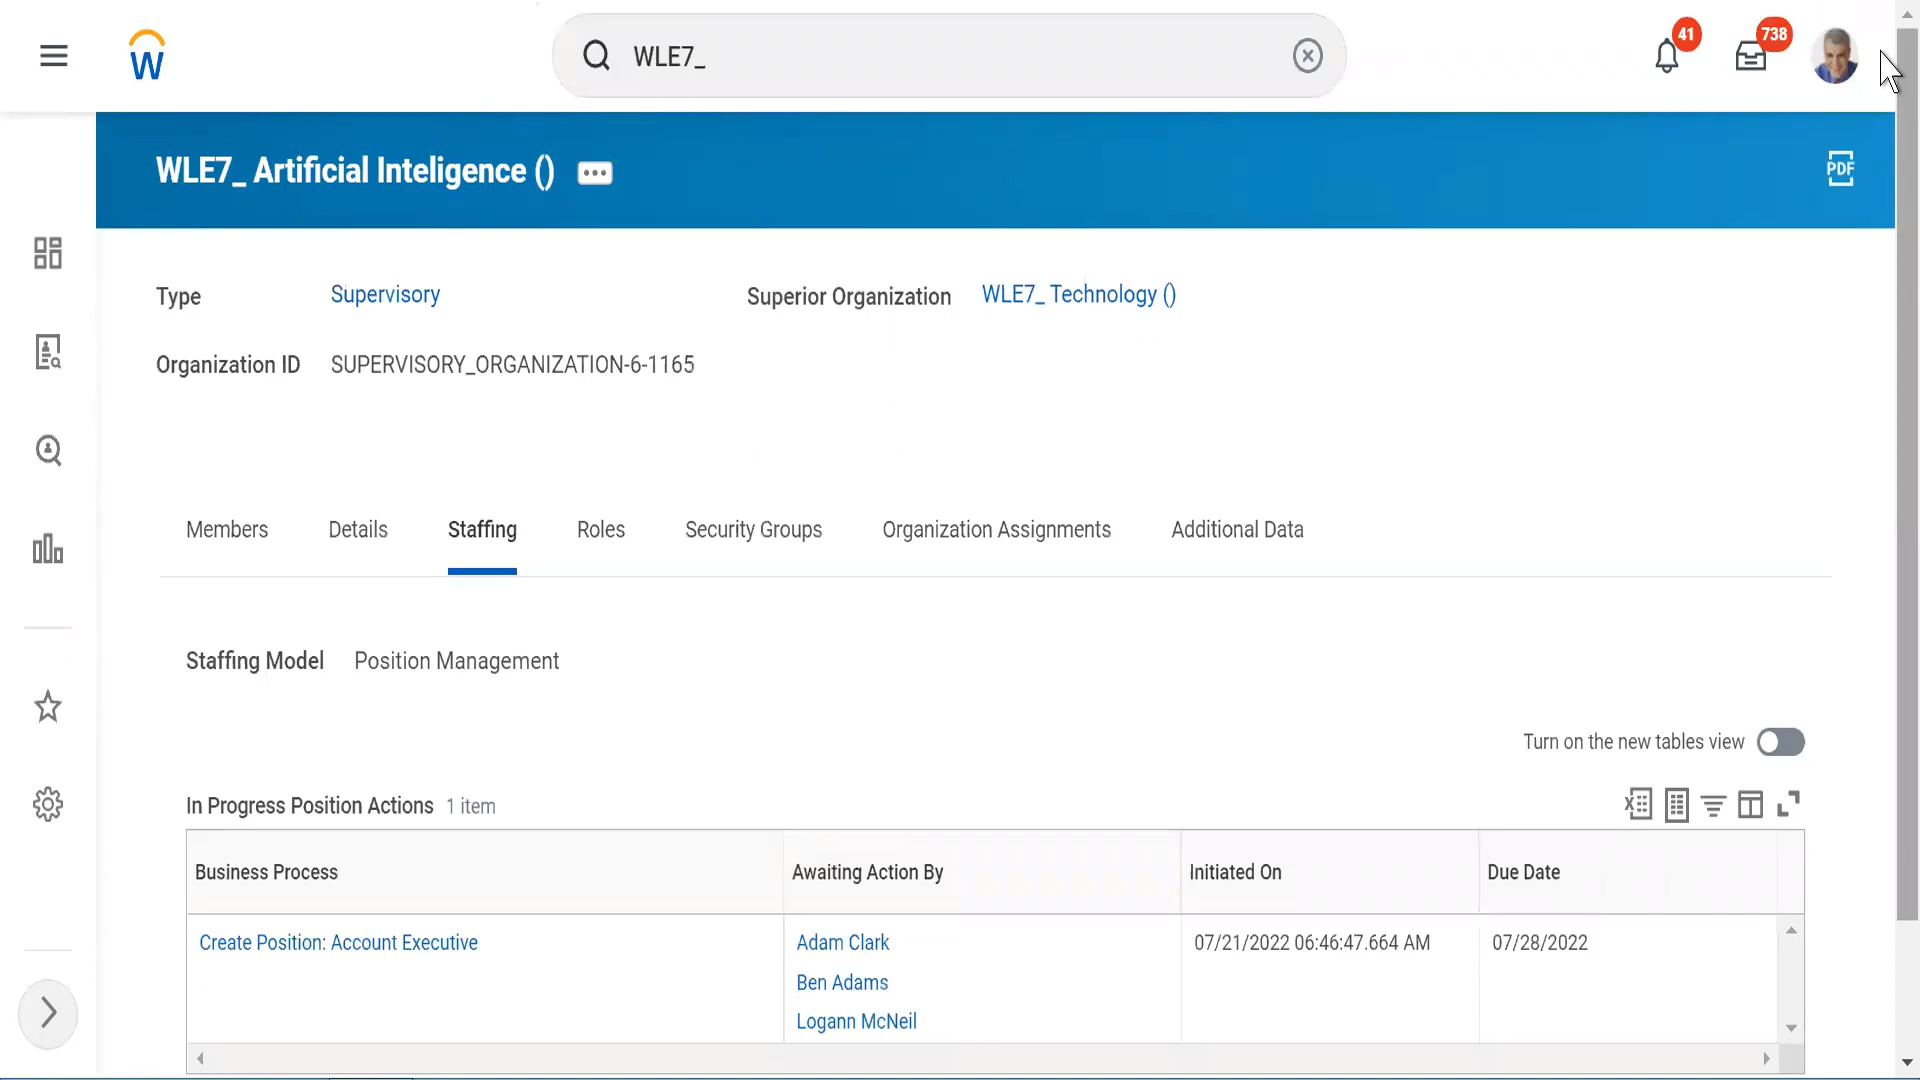 WLE7_
41
738
WLE7_ Artificial Inteligence ()
PDF
Type Supervisory Superior Organization WLE7_ Technology ()
Organization ID SUPERVISORY_ORGANIZATION-6-1165
Members Details Staffing Roles Security Groups Organization Assignments Additional Data
Staffing Model Position Management
Turn on the new tables view
In Progress Position Actions 1 item
Business Process Awaiting Action By Initiated On Due Date
Create Position: Account Executive Adam Clark 07/21/2022 06:46:47.664 AM 07/28/2022
Ben Adams
Logann McNeil